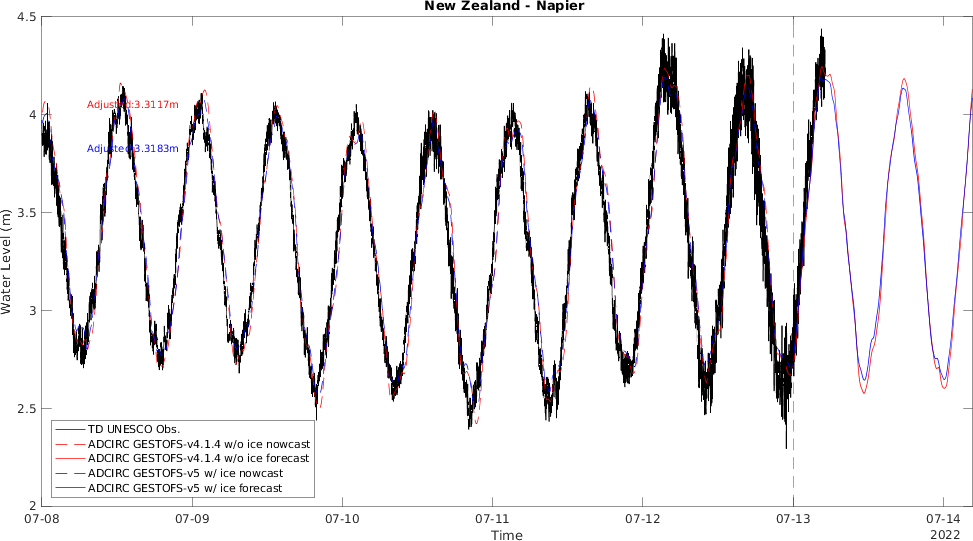 New Zealand - Napier
4.5
4
3.5
3
2.5
2
Water Level (m)
Adjusted:3.3117m
Adjusted:3.3183m
TD UNESCO Obs.
ADCIRC GESTOFS-v4.1.4 w/o ice nowcast
ADCIRC GESTOFS-v4.1.4 w/o ice forecast
ADCIRC GESTOFS-v5 w/ ice nowcast
ADCIRC GESTOFS-v5 w/ ice forecast
07-08 07-09 07-10 07-11 07-12 07-13 07-14
Time
2022